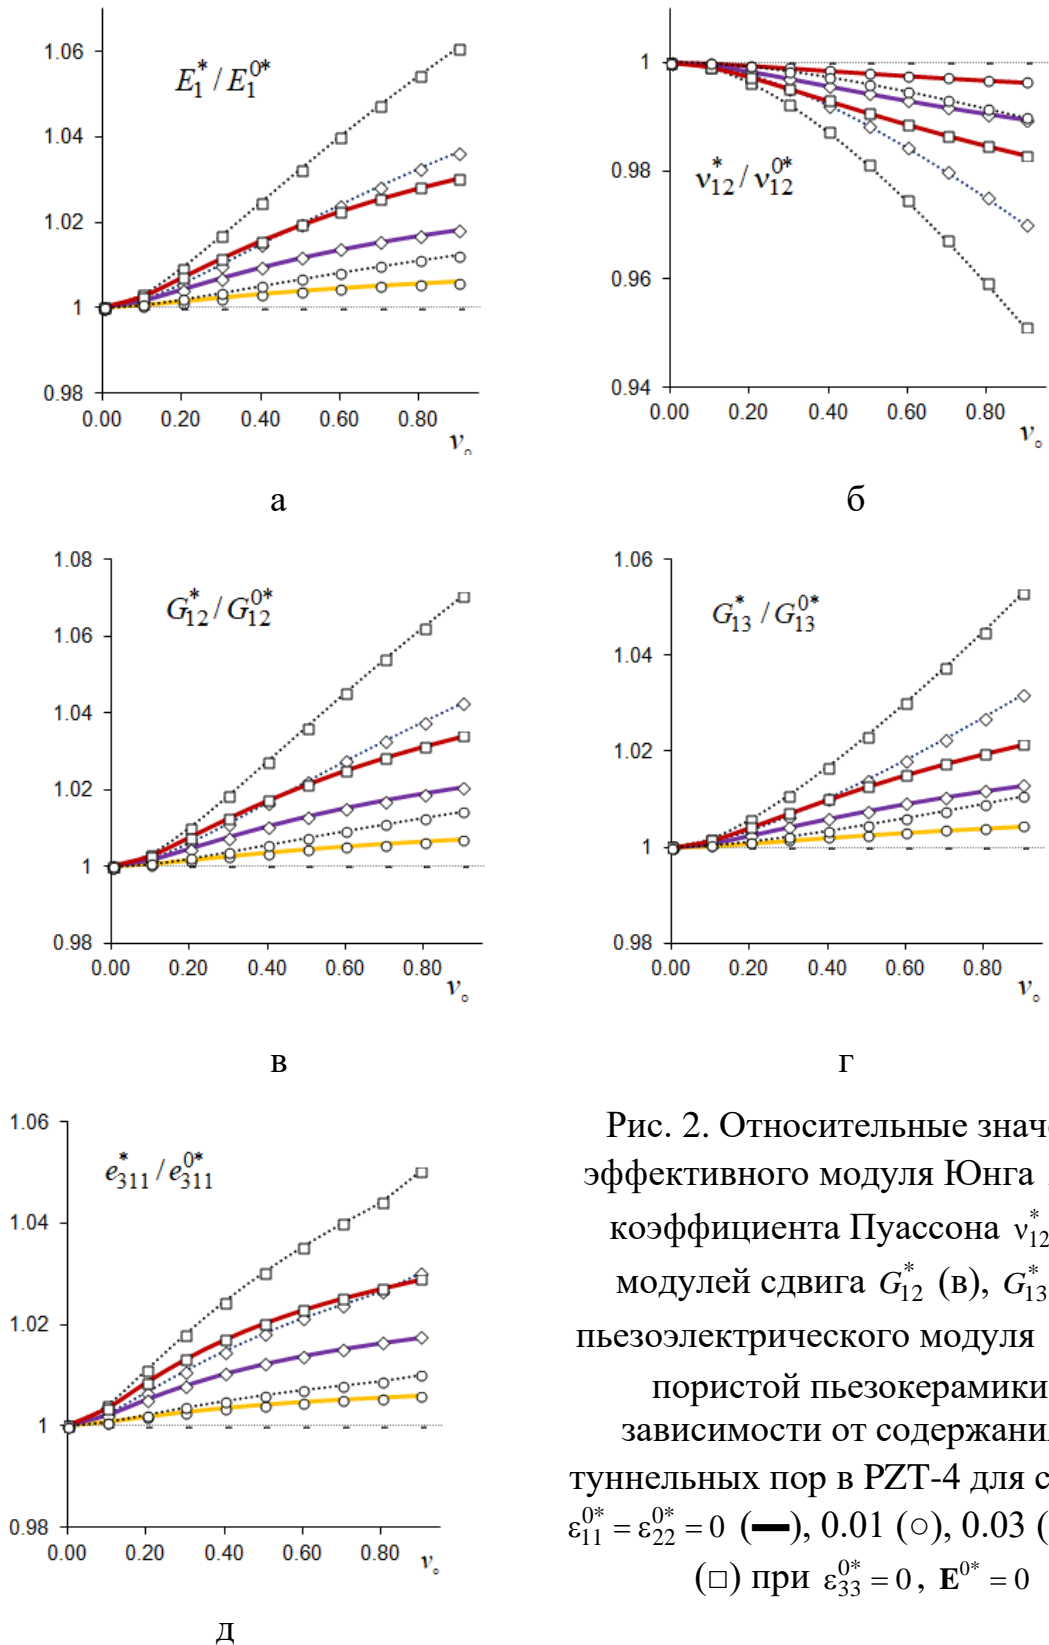 1.06
1.04
1.02
1
0.98
E₁* / E₁⁰*
0.00 0.20 0.40 0.60 0.80
v₀
а
1
0.98
0.96
0.94
ν₁₂* / ν₁₂⁰*
0.00 0.20 0.40 0.60 0.80
v₀
б
1.08
1.06
1.04
1.02
1
0.98
G₁₂* / G₁₂⁰*
0.00 0.20 0.40 0.60 0.80
v₀
в
1.06
1.04
1.02
1
0.98
G₁₃* / G₁₃⁰*
0.00 0.20 0.40 0.60 0.80
v₀
г
1.06
1.04
1.02
1
0.98
e₃₁₁* / e₃₁₁⁰*
0.00 0.20 0.40 0.60 0.80
v₀
д
Рис. 2. Относительные значе
эффективного модуля Юнга
коэффициента Пуассона ν₁₂*
модулей сдвига G₁₂* (в), G₁₃*
пьезоэлектрического модуля
пористой пьезокерамики
зависимости от содержани
туннельных пор в PZT-4 для с
ε₁₁⁰* = ε₂₂⁰* = 0 (▬), 0.01 (○), 0.03 (
(□) при ε₃₃⁰* = 0, E⁰* = 0